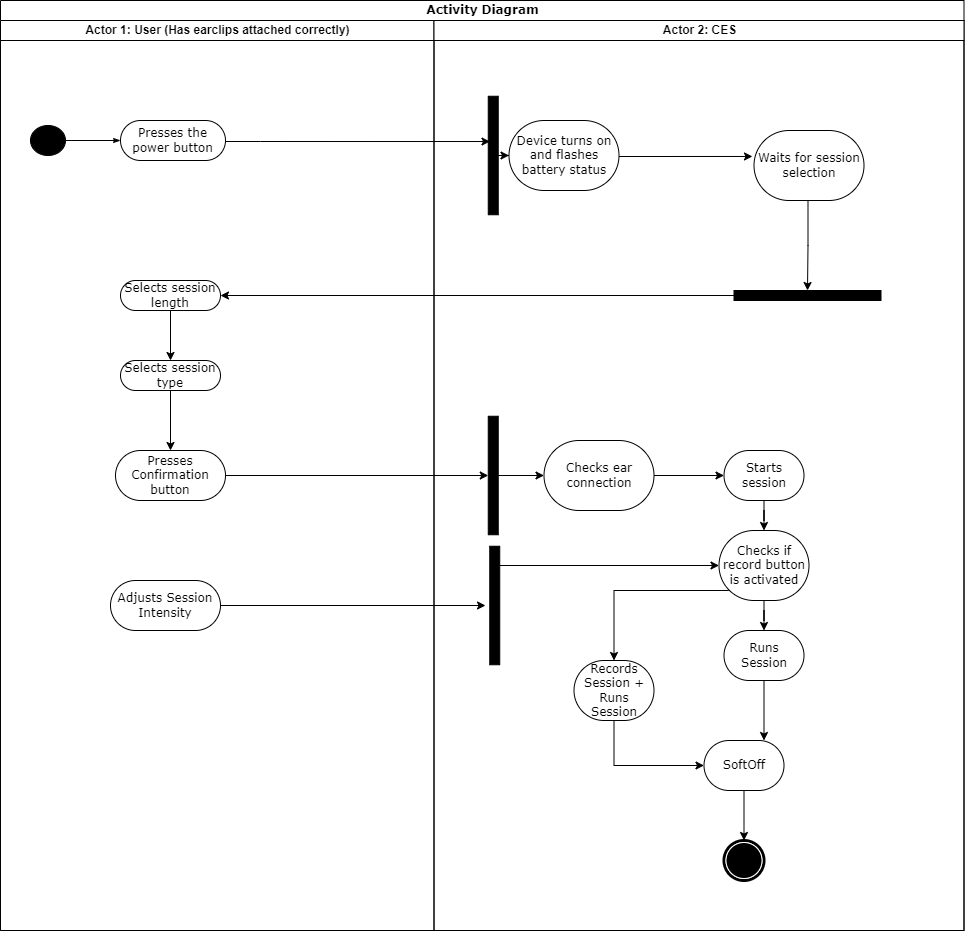 Activity Diagram
Actor 1: User (Has earclips attached correctly)
Actor 2: CES
Presses the
power button
Device turns on
and flashes
battery status
Waits for session
selection
Selects session
length
Selects session
type
Presses
Confirmation
button
Checks ear
connection
Starts
session
Checks if
record button
is activated
Adjusts Session
Intensity
Runs
Session
Records
Session +
Runs
Session
SoftOff